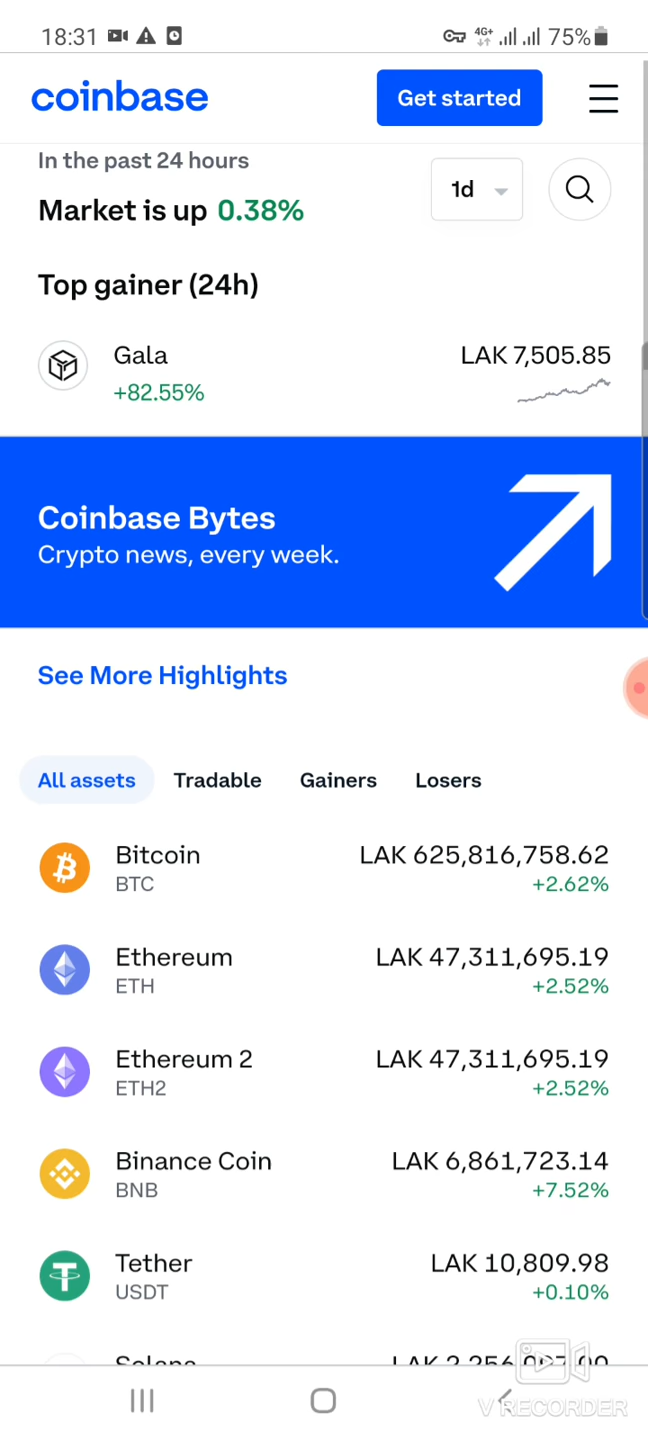 18:31
4G+
75%
coinbase
Get started
In the past 24 hours
Market is up 0.38%
1d
Top gainer (24h)
Gala
LAK 7,505.85
+82.55%
Coinbase Bytes
Crypto news, every week.
See More Highlights
All assets Tradable Gainers Losers
Bitcoin LAK 625,816,758.62
BTC +2.62%
Ethereum LAK 47,311,695.19
ETH +2.52%
Ethereum 2 LAK 47,311,695.19
ETH2 +2.52%
Binance Coin LAK 6,861,723.14
BNB +7.52%
Tether LAK 10,809.98
USDT +0.10%
Solana LAK
V RECORDER